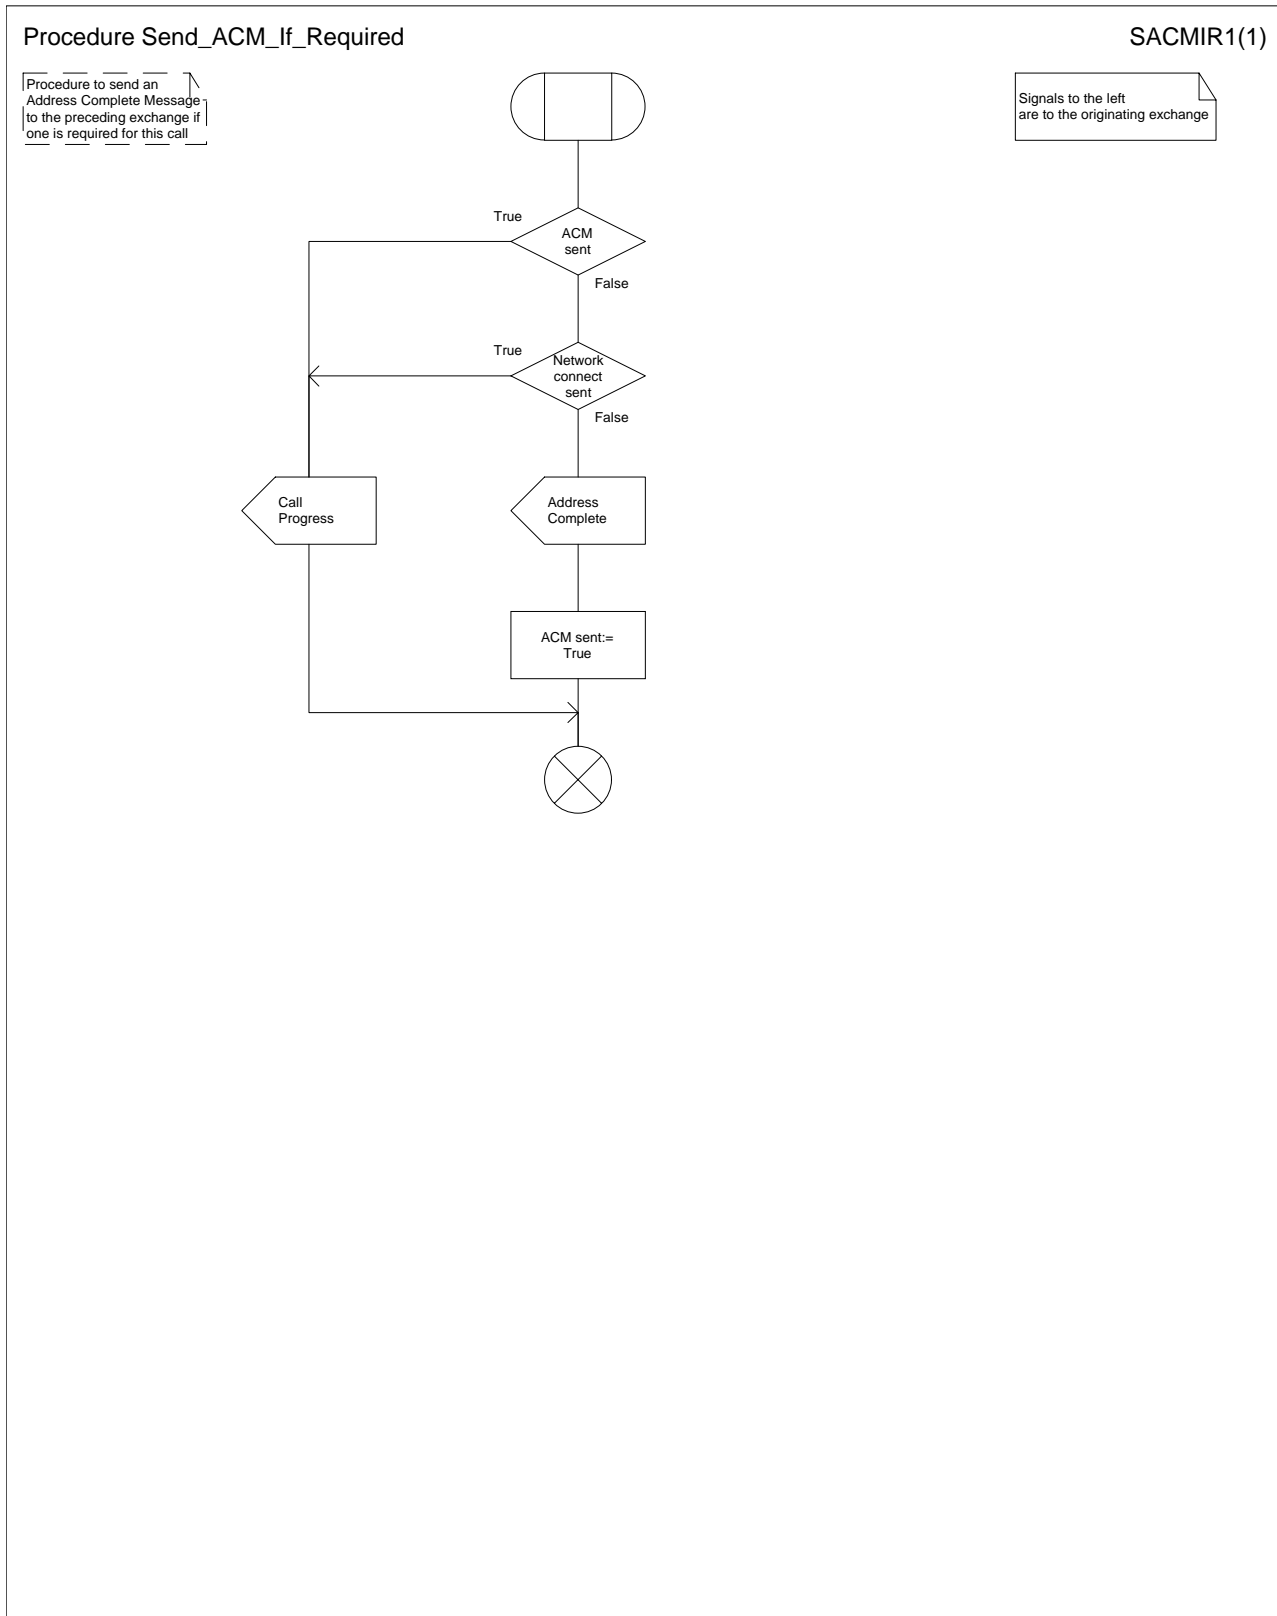 Procedure Send_ACM_If_Required
SACMIR1(1)
Procedure to send an
Address Complete Message
to the preceding exchange if
one is required for this call
Signals to the left
are to the originating exchange
True
ACM
sent
False
True
Network
connect
sent
False
Call
Progress
Address
Complete
ACM sent:=
True